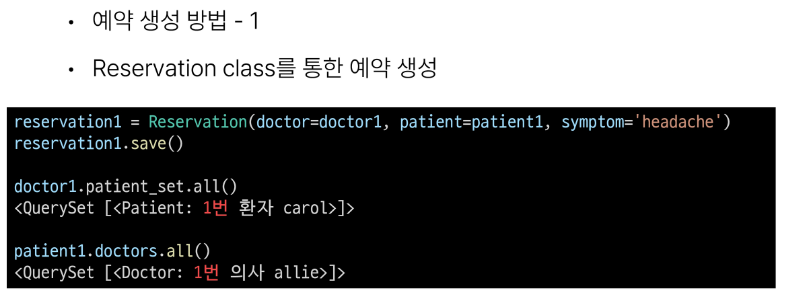 • 예약 생성 방법 - 1
• Reservation class를 통한 예약 생성
reservation1 = Reservation(doctor=doctor1, patient=patient1, symptom='headache')
reservation1.save()
doctor1.patient_set.all()
<QuerySet [<Patient: 1번 환자 carol>]>
patient1.doctors.all()
<QuerySet [<Doctor: 1번 의사 allie>]>